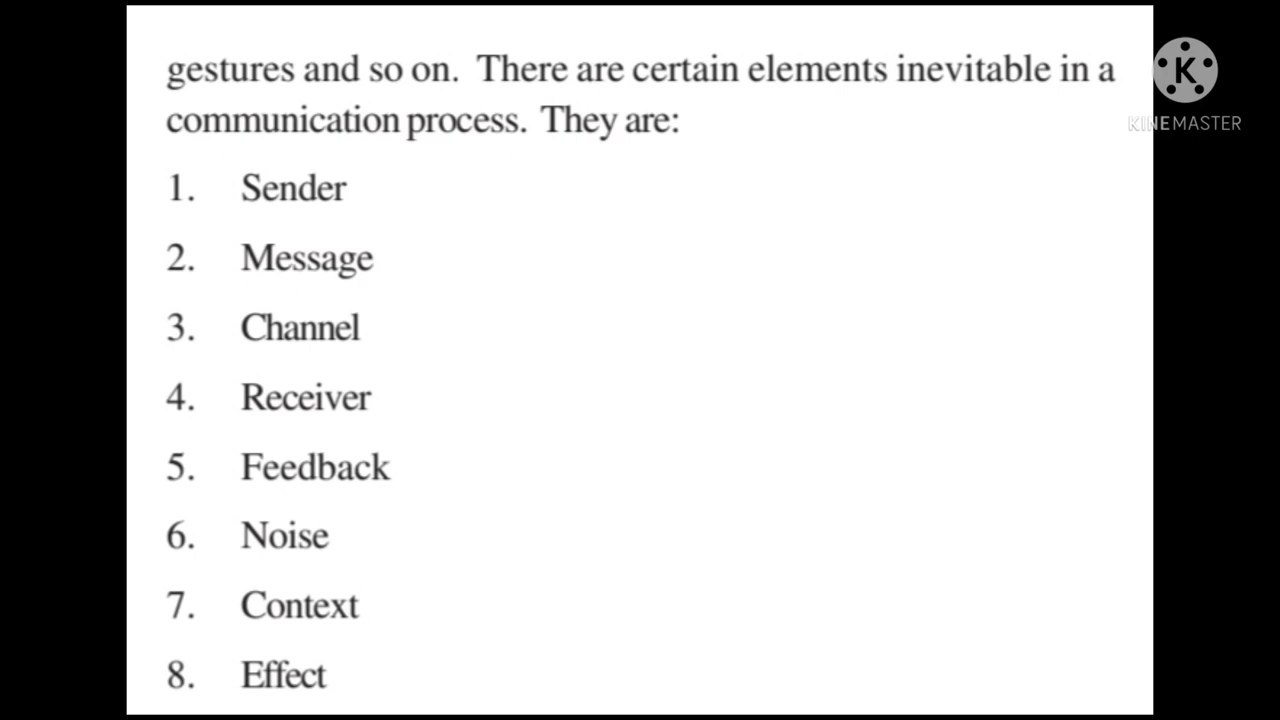 gestures and so on. There are certain elements inevitable in a
communication process. They are:
1. Sender
2. Message
3. Channel
4. Receiver
5. Feedback
6. Noise
7. Context
8. Effect
K
KINEMASTER